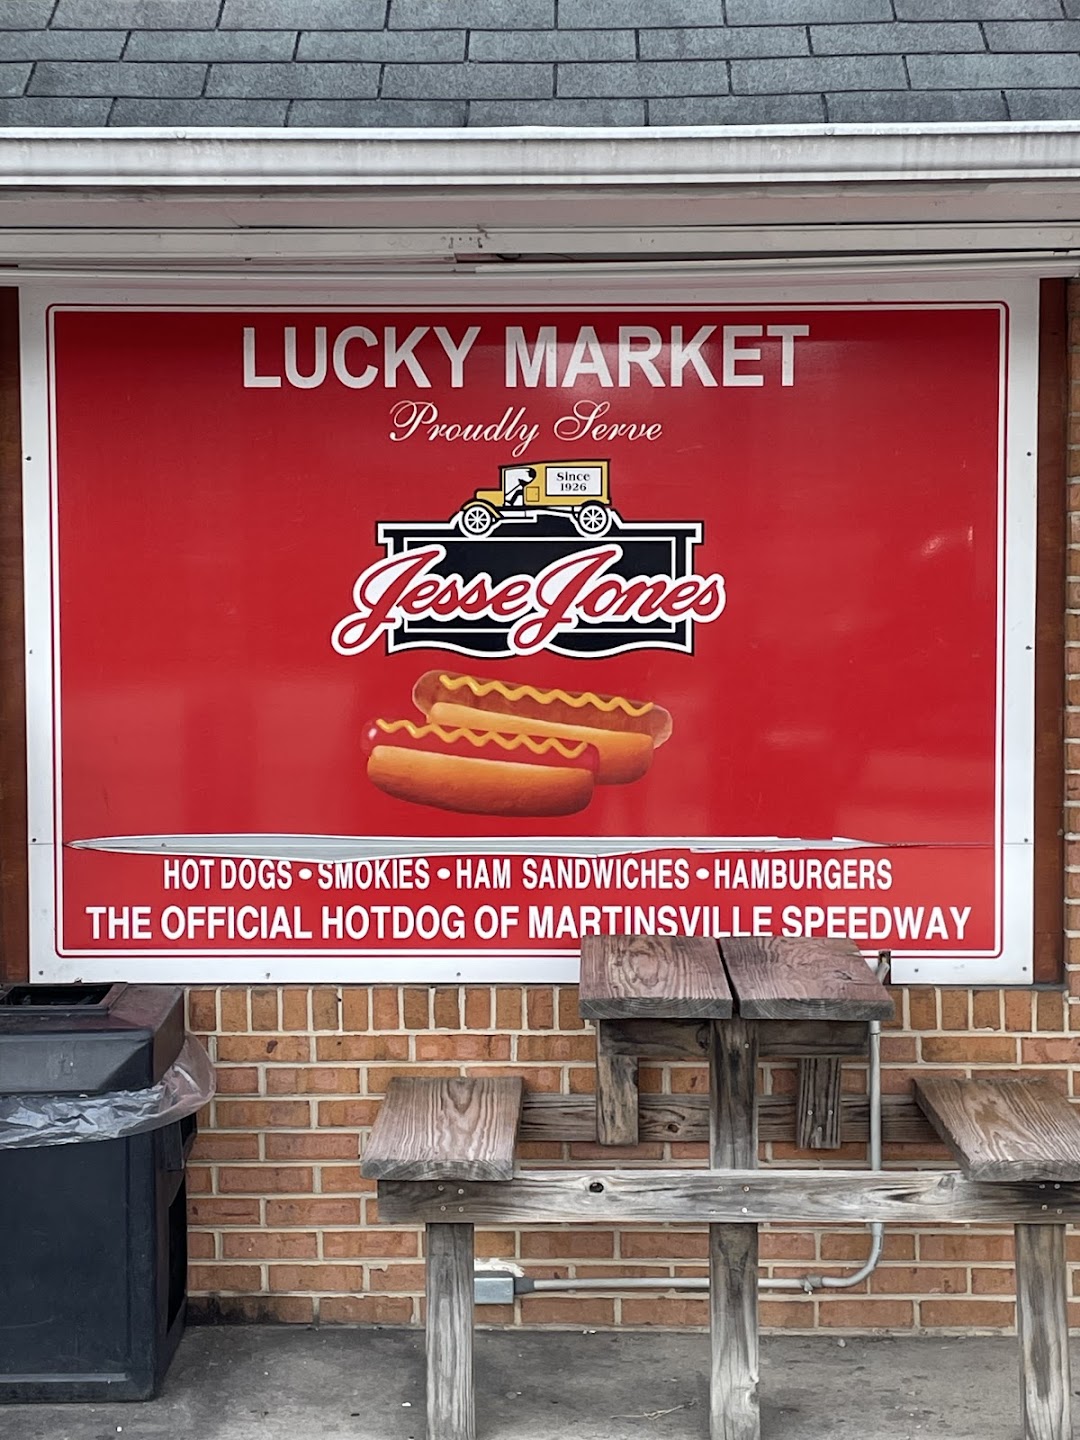 LUCKY MARKET
Proudly Serve
Since
1926
Jesse Jones
HOT DOGS • SMOKIES • HAM SANDWICHES • HAMBURGERS
THE OFFICIAL HOTDOG OF MARTINSVILLE SPEEDWAY